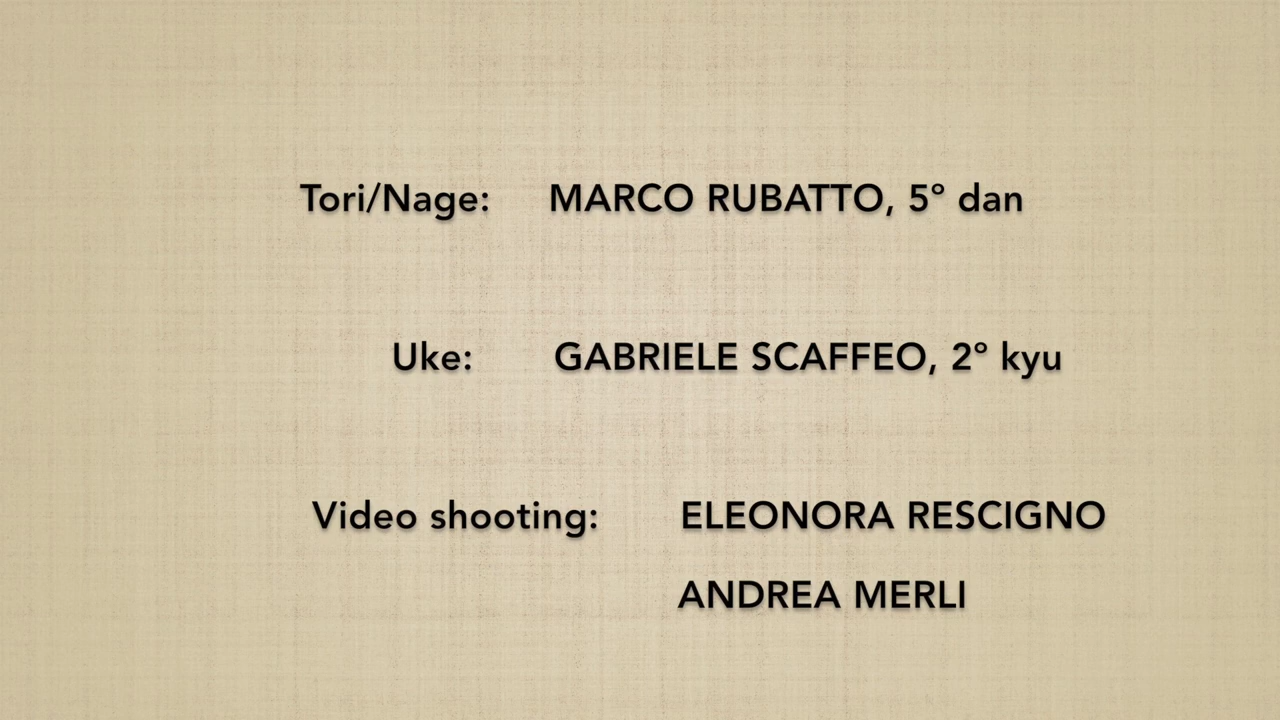 Tori/Nage: MARCO RUBATTO, 5° dan
Uke: GABRIELE SCAFFEO, 2° kyu
Video shooting: ELEONORA RESCIGNO
ANDREA MERLI